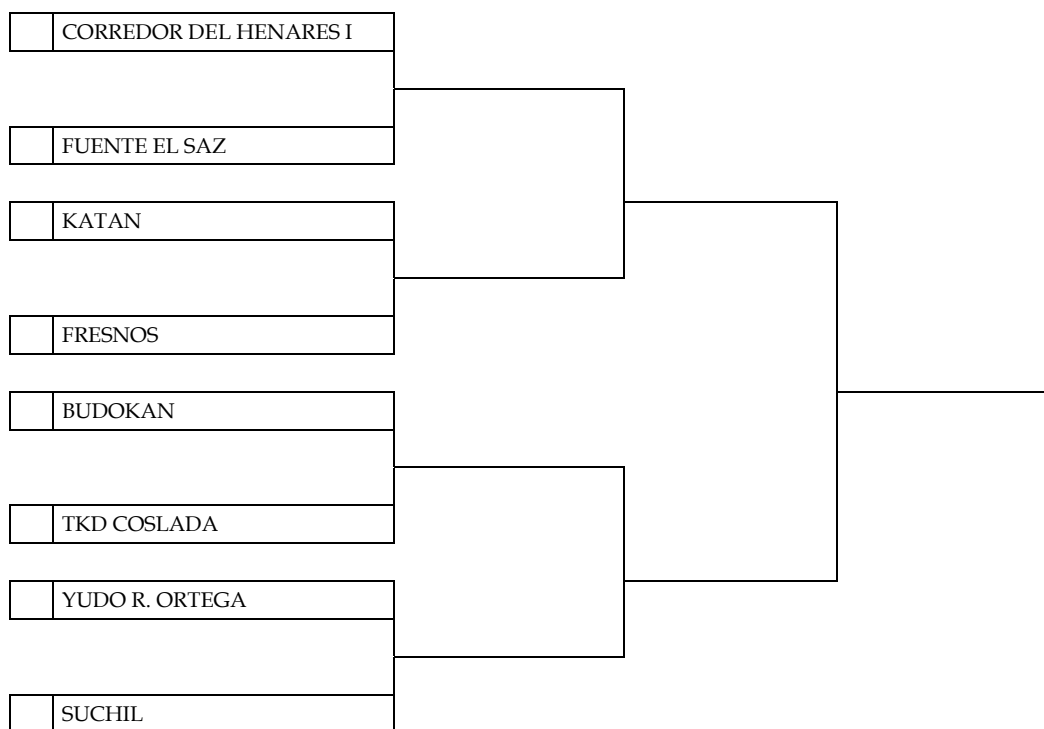 CORREDOR DEL HENARES I
FUENTE EL SAZ
KATAN
FRESNOS
BUDOKAN
TKD COSLADA
YUDO R. ORTEGA
SUCHIL